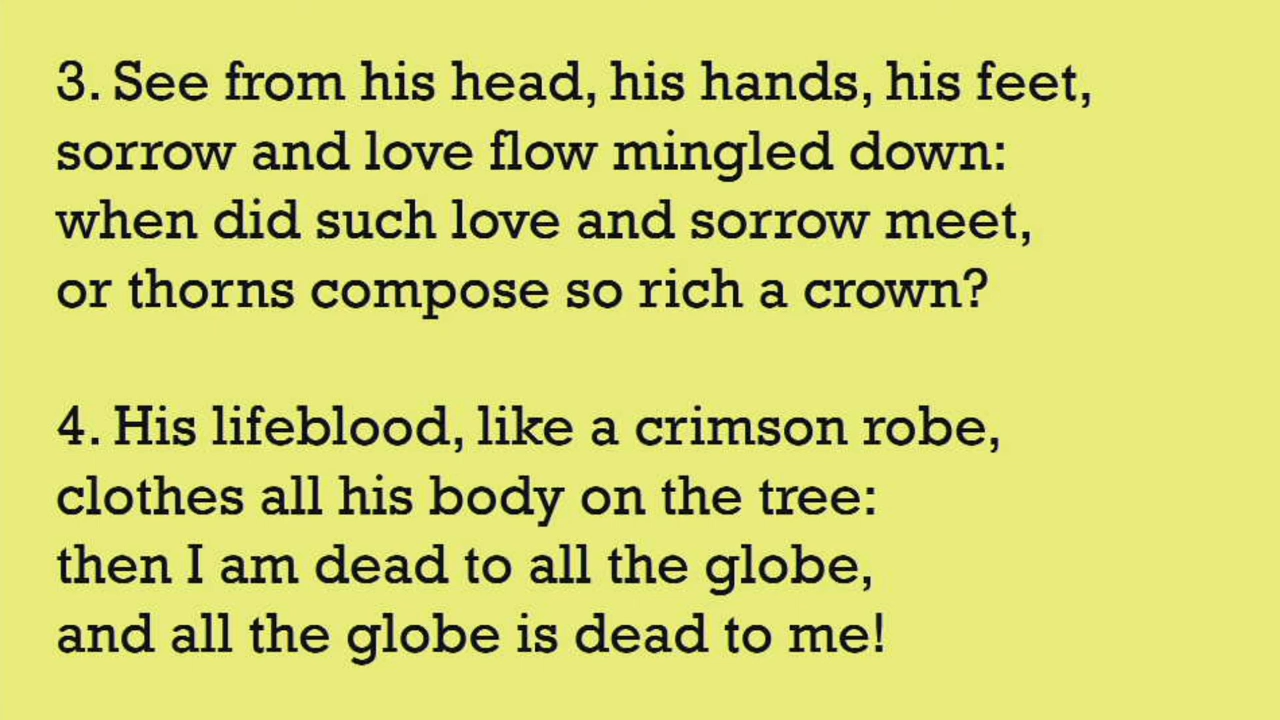 3. See from his head, his hands, his feet,
sorrow and love flow mingled down:
when did such love and sorrow meet,
or thorns compose so rich a crown?
4. His lifeblood, like a crimson robe,
clothes all his body on the tree:
then I am dead to all the globe,
and all the globe is dead to me!